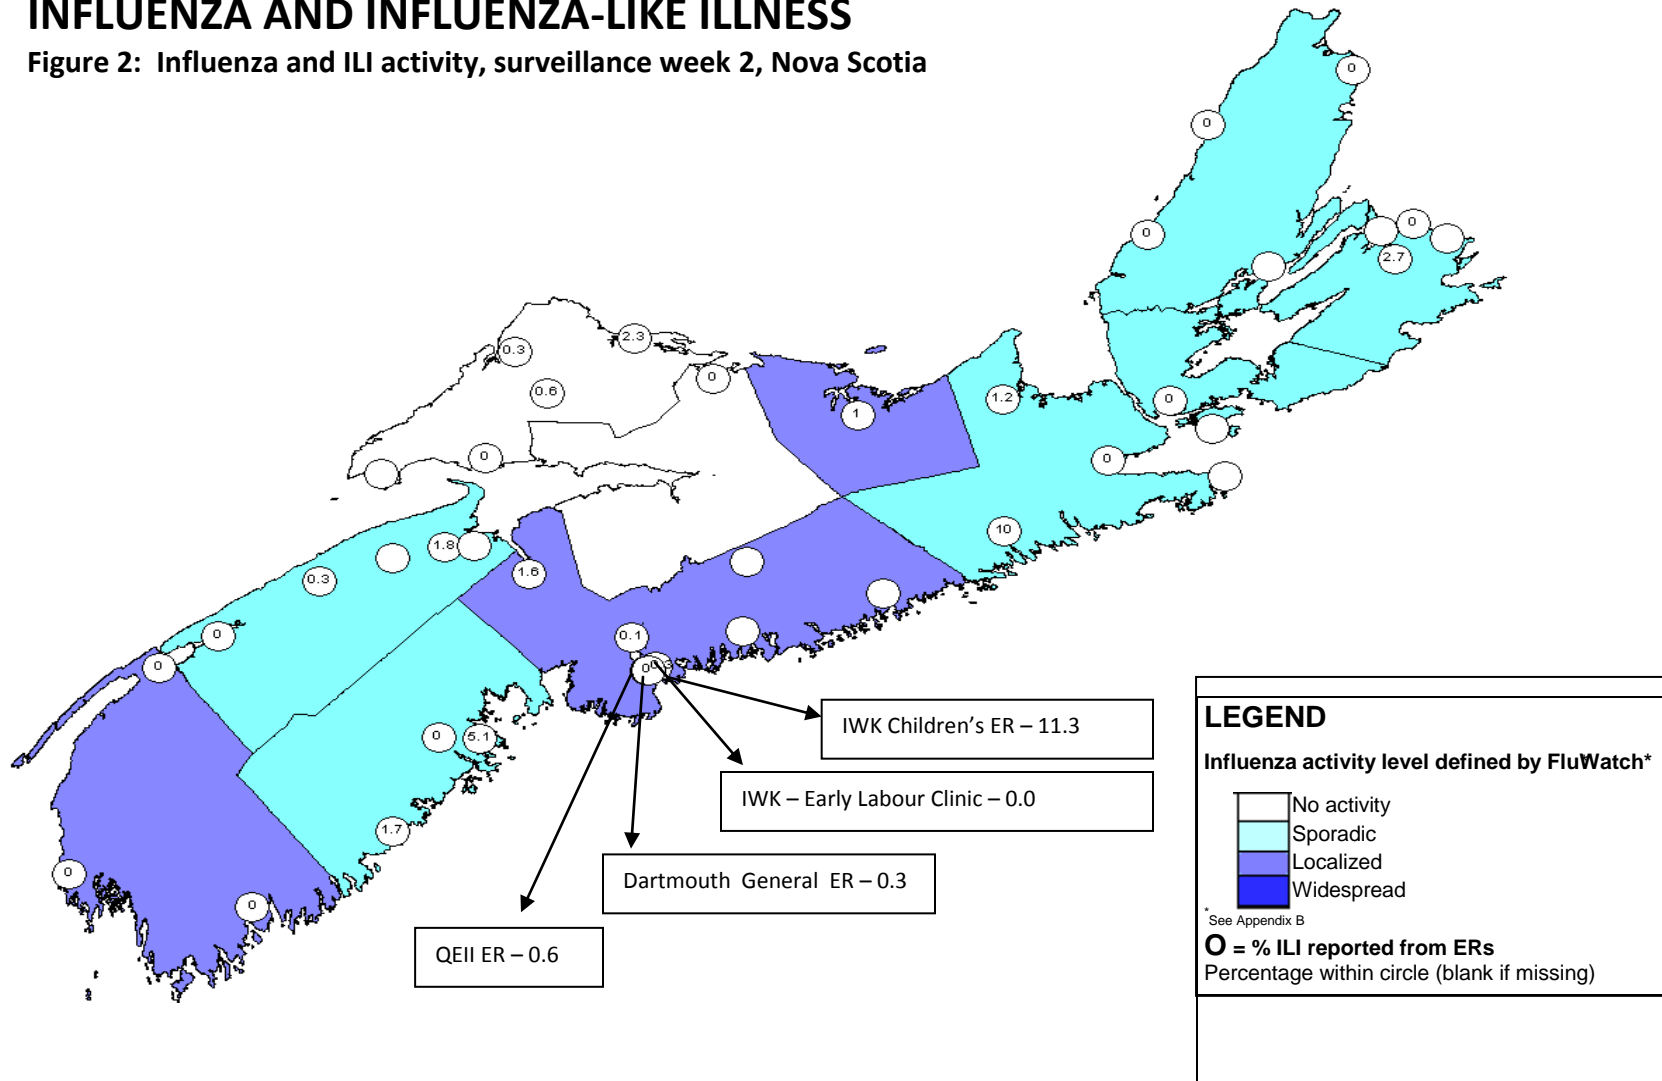 INFLUENZA AND INFLUENZA-LIKE ILLNESS
Figure 2: Influenza and ILI activity, surveillance week 2, Nova Scotia
0
0
0
0
2.7
2.3
0.3
0
0.6
1.2
0
1
0
0
10
1.8
1.6
0.3
0
0.1
0
0 0.3
IWK Children's ER – 11.3
0
5.1
IWK – Early Labour Clinic – 0.0
1.7
Dartmouth General ER – 0.3
0
0
QEII ER – 0.6
LEGEND
Influenza activity level defined by FluWatch*
No activity
Sporadic
Localized
Widespread
*See Appendix B
O = % ILI reported from ERs
Percentage within circle (blank if missing)